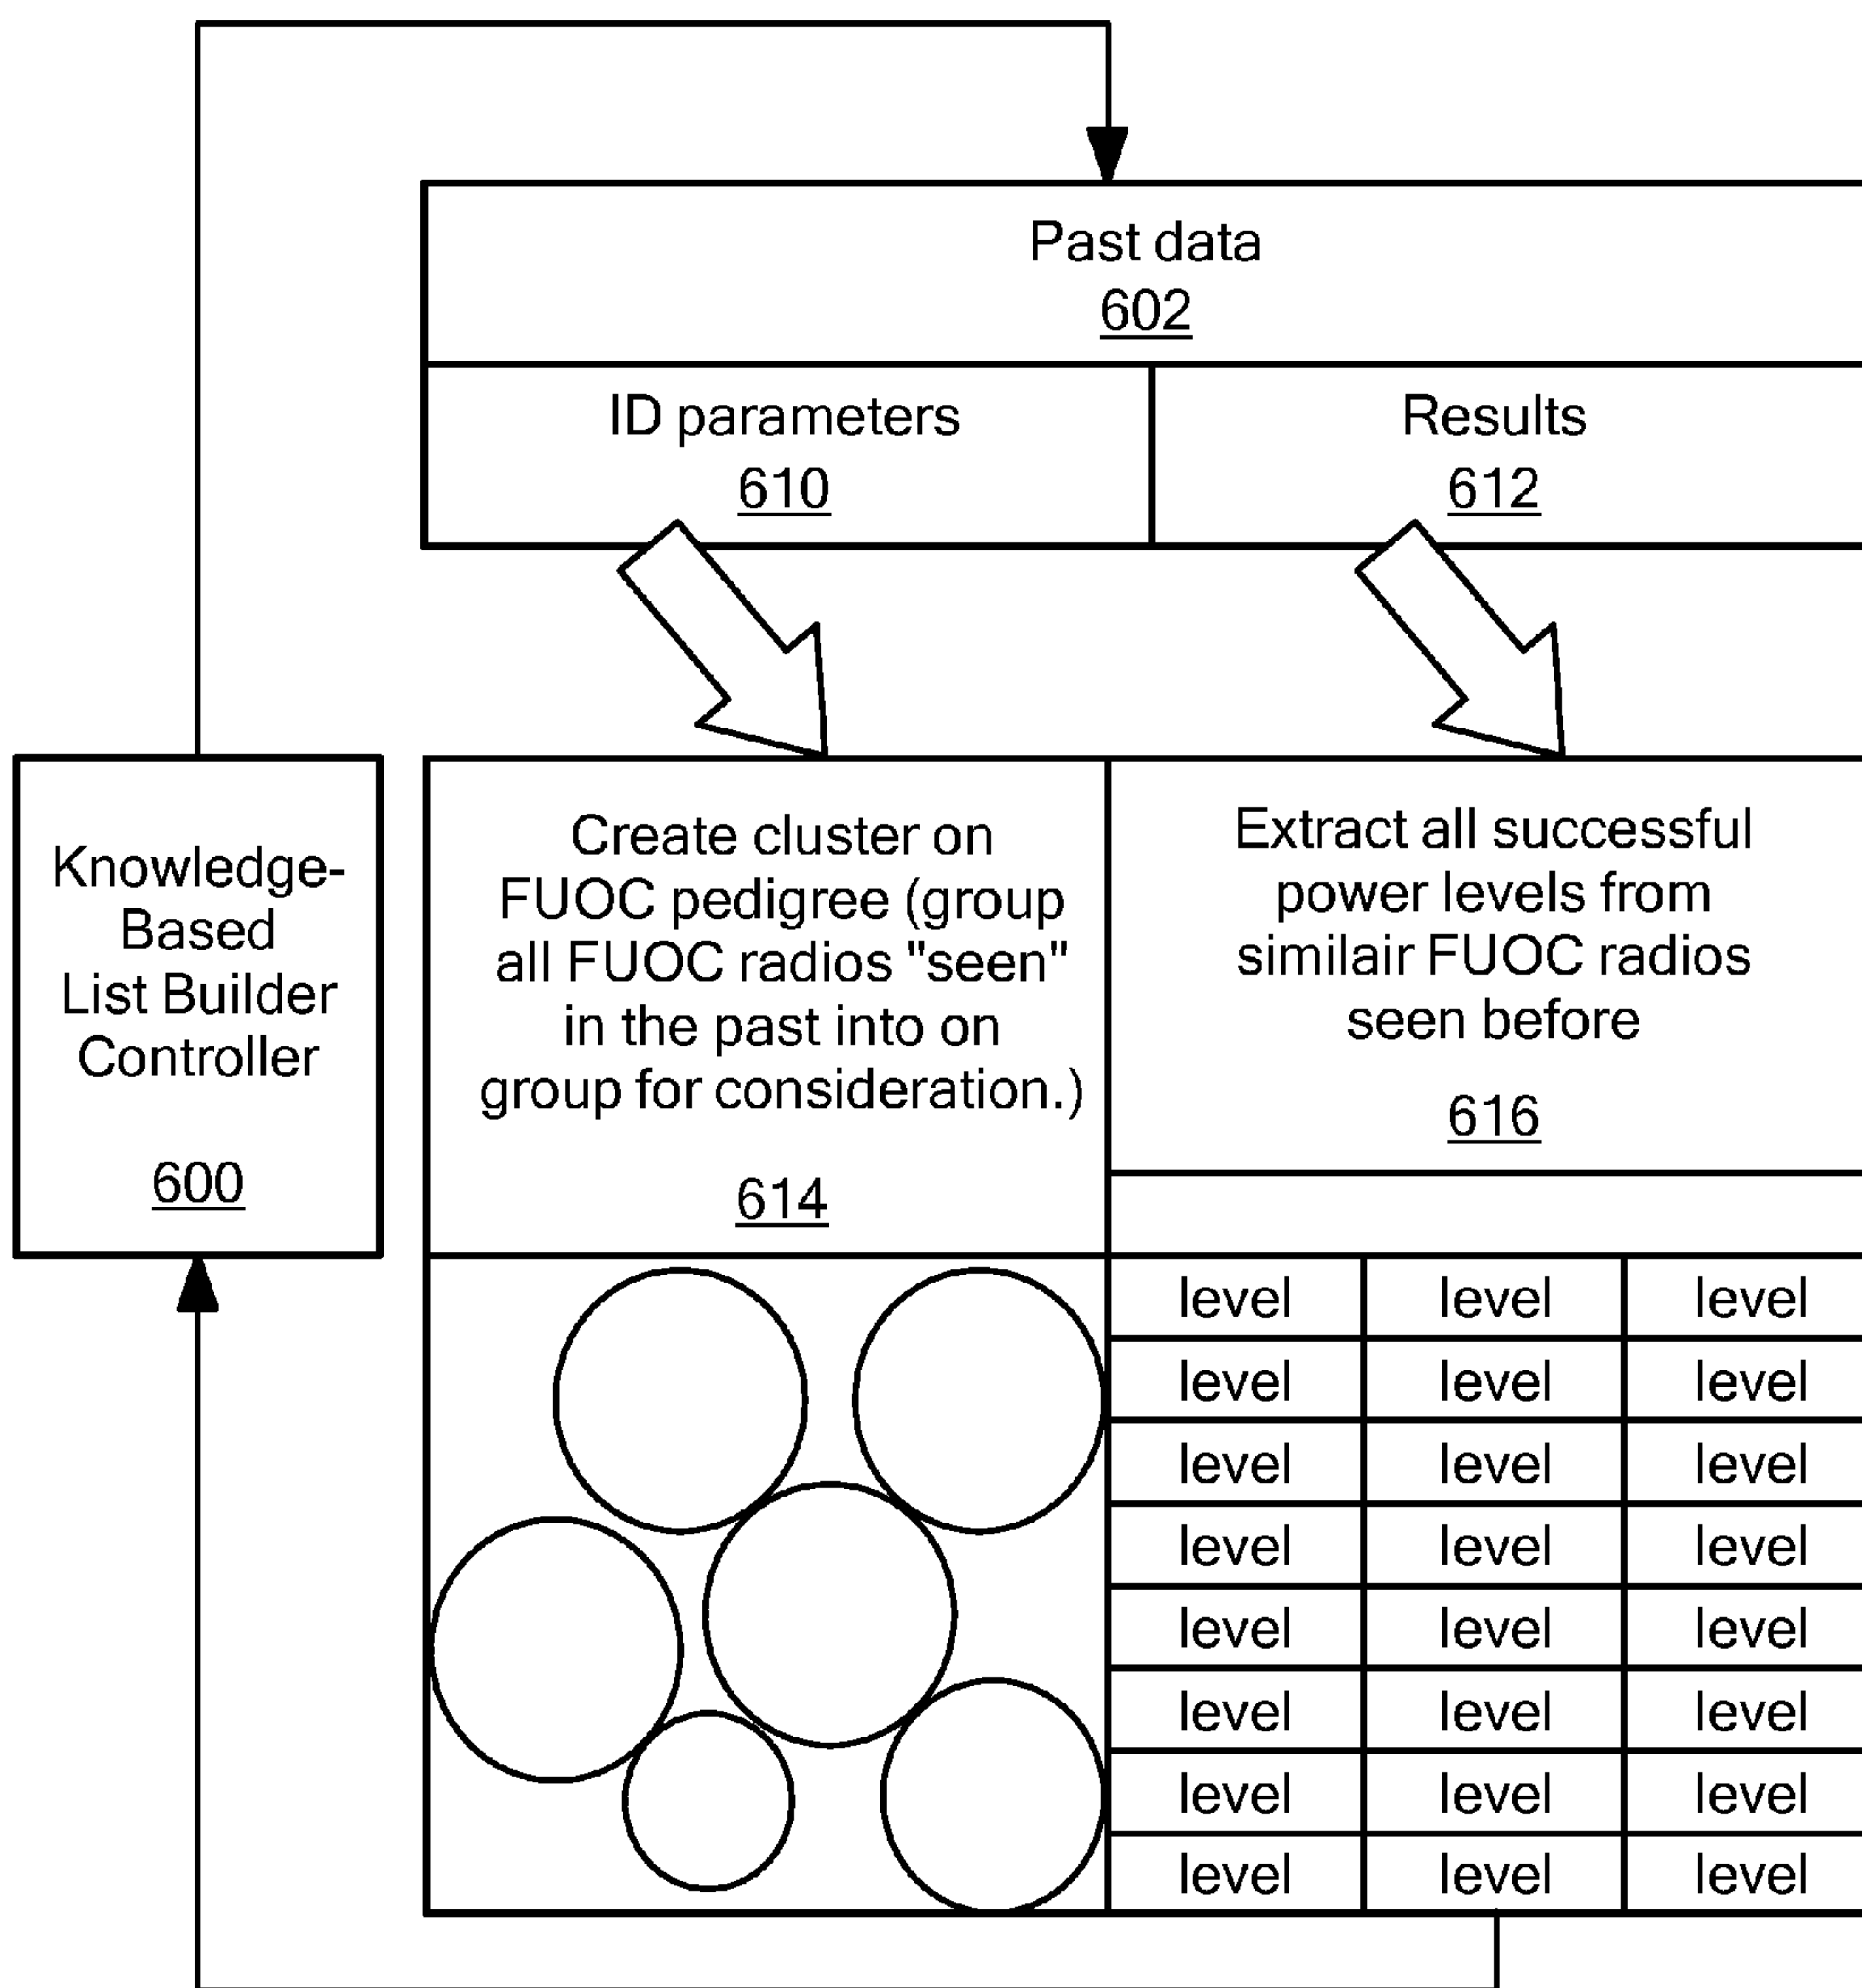 Past data
602
ID parameters
610
Results
612
Knowledge-
Based
List Builder
Controller
600
Create cluster on
FUOC pedigree (group
all FUOC radios "seen"
in the past into on
group for consideration.)
614
Extract all successful
power levels from
similair FUOC radios
seen before
616
level level level
level level level
level level level
level level level
level level level
level level level
level level level
level level level